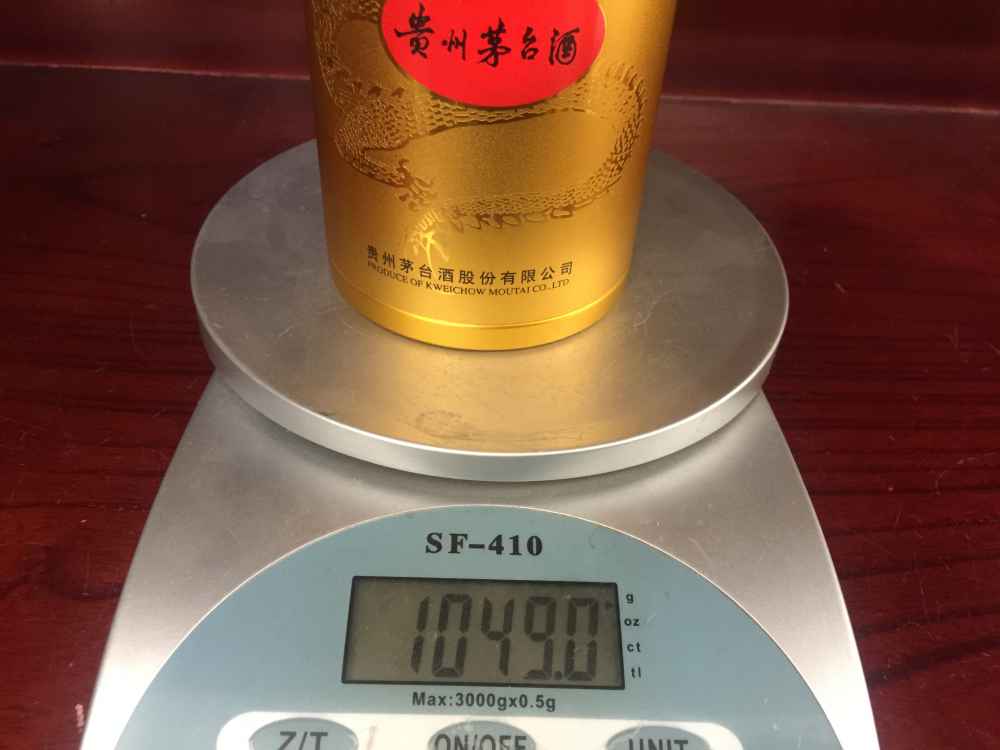 贵州茅台酒
贵州茅台酒股份有限公司
PRODUCE OF KWEICHOW MOUTAI CO.,LTD
SF-410
1049.0
g
oz
ct
tl
Max:3000gx0.5g
Z/T
ON/OFF
UNIT